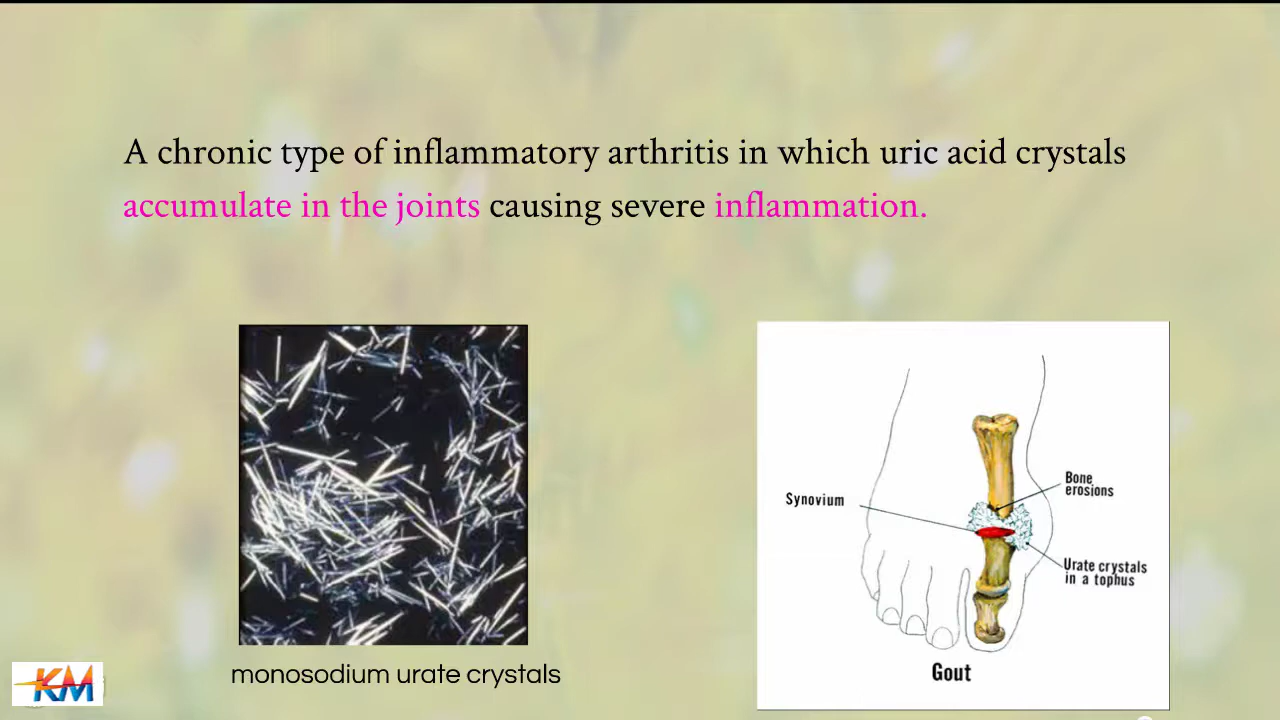 A chronic type of inflammatory arthritis in which uric acid crystals
accumulate in the joints causing severe inflammation.
Synovium
Bone
erosions
Urate crystals
in a tophus
Gout
monosodium urate crystals
KM